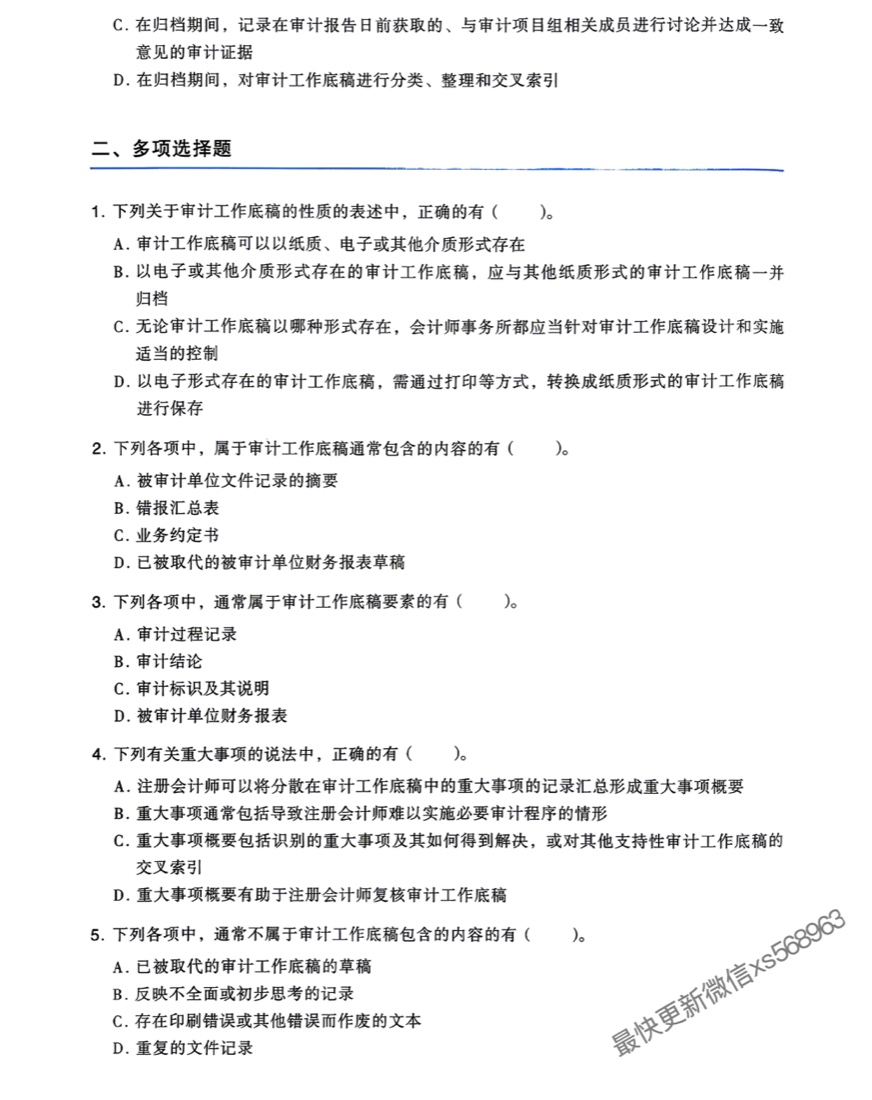 C. 在归档期间，记录在审计报告日前获取的、与审计项目组相关成员进行讨论并达成一致
意见的审计证据
D. 在归档期间，对审计工作底稿进行分类、整理和交叉索引
二、多项选择题
1. 下列关于审计工作底稿的性质的表述中，正确的有（　　）。
A. 审计工作底稿可以以纸质、电子或其他介质形式存在
B. 以电子或其他介质形式存在的审计工作底稿，应与其他纸质形式的审计工作底稿一并
归档
C. 无论审计工作底稿以哪种形式存在，会计师事务所都应当针对审计工作底稿设计和实施
适当的控制
D. 以电子形式存在的审计工作底稿，需通过打印等方式，转换成纸质形式的审计工作底稿
进行保存
2. 下列各项中，属于审计工作底稿通常包含的内容的有（　　）。
A. 被审计单位文件记录的摘要
B. 错报汇总表
C. 业务约定书
D. 已被取代的被审计单位财务报表草稿
3. 下列各项中，通常属于审计工作底稿要素的有（　　）。
A. 审计过程记录
B. 审计结论
C. 审计标识及其说明
D. 被审计单位财务报表
4. 下列有关重大事项的说法中，正确的有（　　）。
A. 注册会计师可以将分散在审计工作底稿中的重大事项的记录汇总形成重大事项概要
B. 重大事项通常包括导致注册会计师难以实施必要审计程序的情形
C. 重大事项概要包括识别的重大事项及其如何得到解决，或对其他支持性审计工作底稿的
交叉索引
D. 重大事项概要有助于注册会计师复核审计工作底稿
5. 下列各项中，通常不属于审计工作底稿包含的内容的有（　　）。
A. 已被取代的审计工作底稿的草稿
B. 反映不全面或初步思考的记录
C. 存在印刷错误或其他错误而作废的文本
D. 重复的文件记录
最快更新微信xs568963